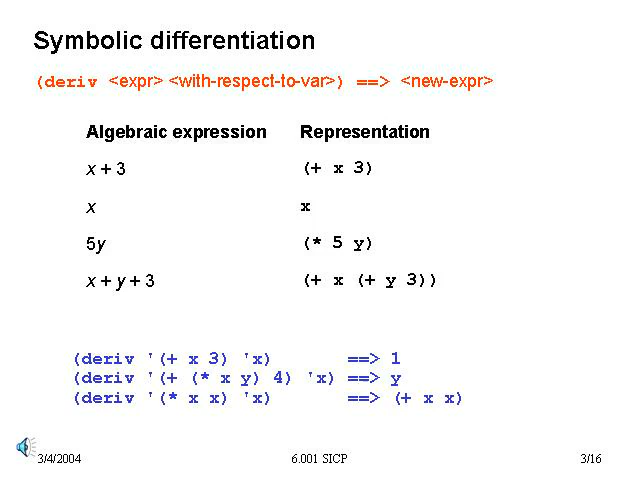 Symbolic differentiation
(deriv <expr> <with-respect-to-var>) ==> <new-expr>
Algebraic expression Representation
x + 3 (+ x 3)
x x
5y (* 5 y)
x + y + 3 (+ x (+ y 3))
(deriv '(+ x 3) 'x) ==> 1
(deriv '(+ (* x y) 4) 'x) ==> y
(deriv '(* x x) 'x) ==> (+ x x)
3/4/2004 6.001 SICP 3/16